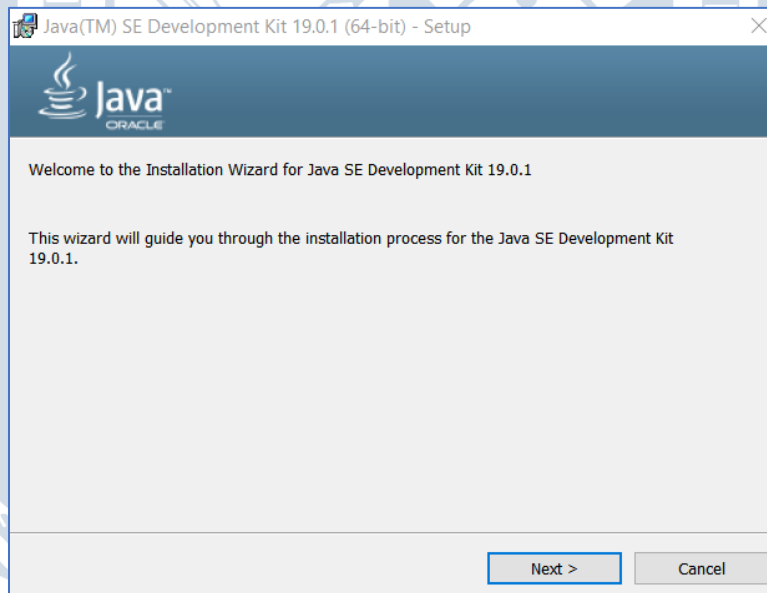 Java(TM) SE Development Kit 19.0.1 (64-bit) - Setup
Java™
ORACLE
Welcome to the Installation Wizard for Java SE Development Kit 19.0.1
This wizard will guide you through the installation process for the Java SE Development Kit
19.0.1.
Next >
Cancel